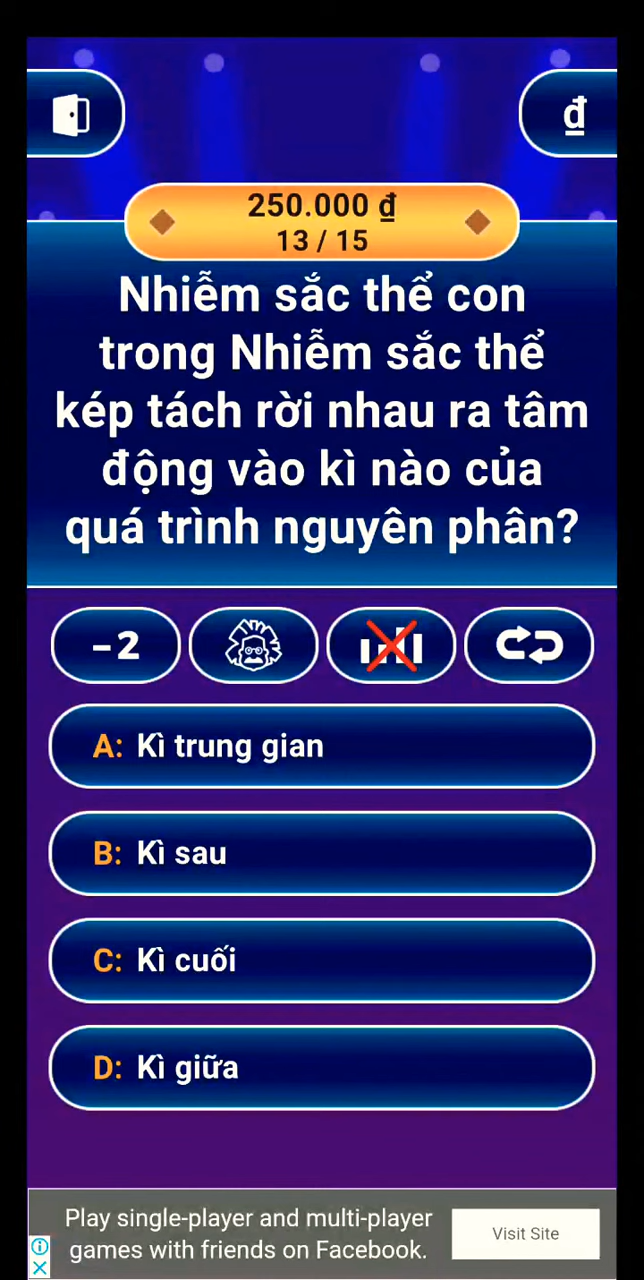 đ
250.000 đ
13 / 15
Nhiễm sắc thể con
trong Nhiễm sắc thể
kép tách rời nhau ra tâm
động vào kì nào của
quá trình nguyên phân?
-2
A: Kì trung gian
B: Kì sau
C: Kì cuối
D: Kì giữa
Play single-player and multi-player
games with friends on Facebook.
Visit Site